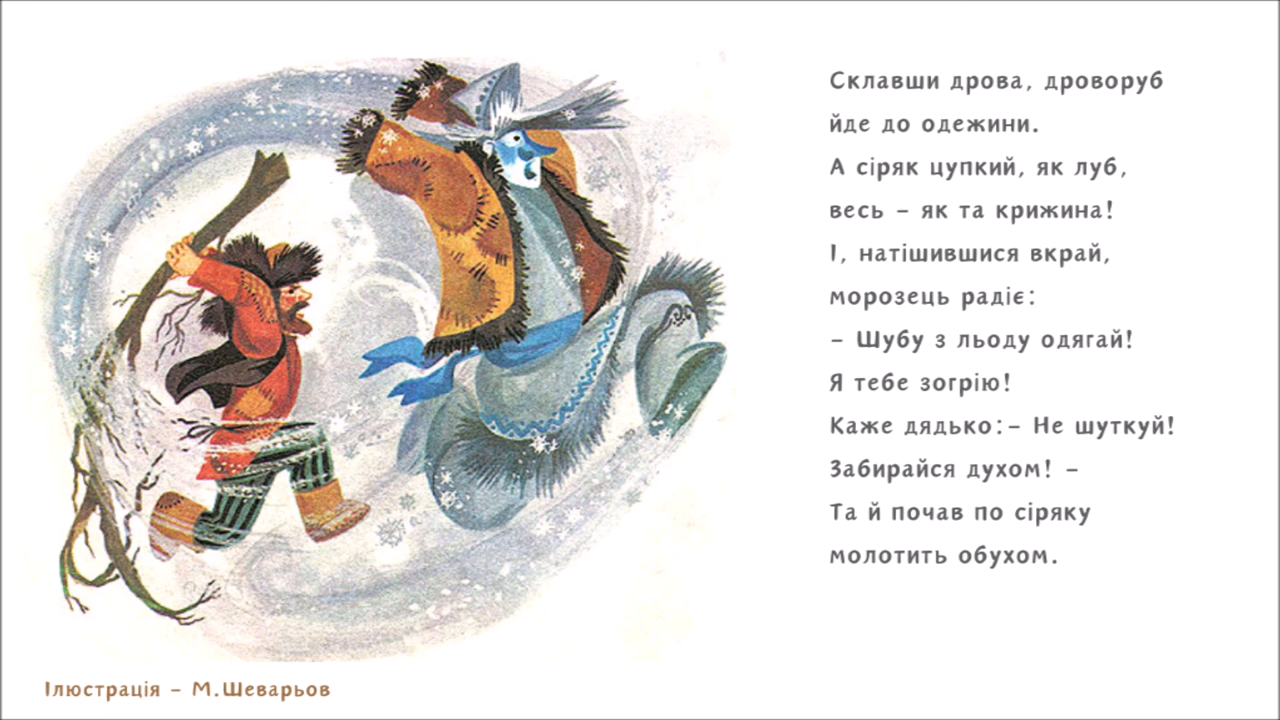 Склавши дрова, дроворуб
йде до одежини.
А сіряк цупкий, як луб,
весь – як та крижина!
І, натішившися вкрай,
морозець радіє:
– Шубу з льоду одягай!
Я тебе зогрію!
Каже дядько:– Не шуткуй!
Забирайся духом! –
Та й почав по сіряку
молотить обухом.
Ілюстрація – М.Шеварьов